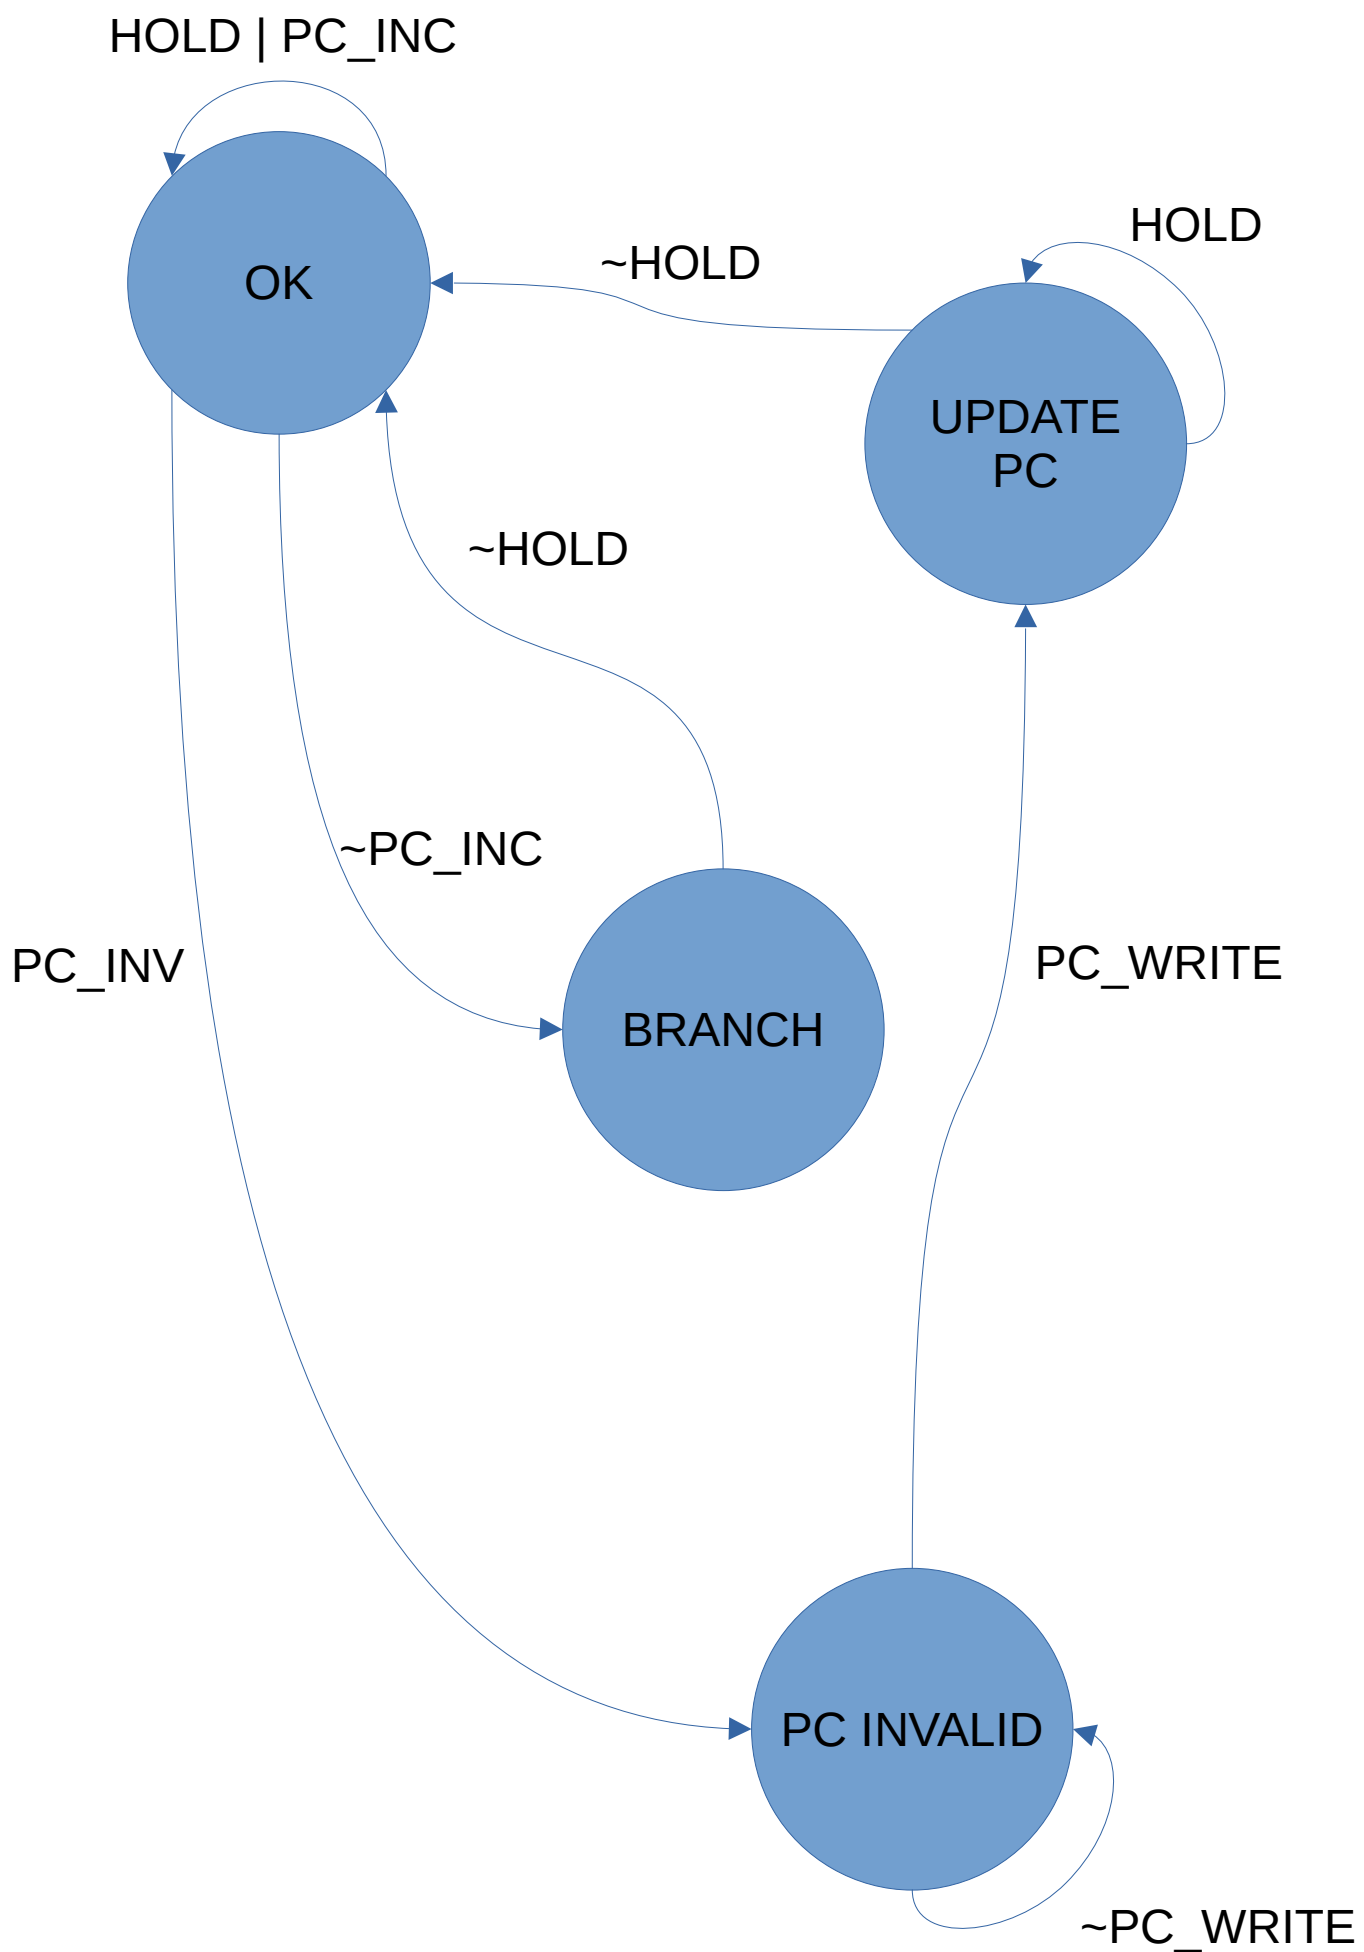 HOLD | PC_INC
HOLD
~HOLD
OK
UPDATE
PC
~HOLD
~PC_INC
PC_INV
PC_WRITE
BRANCH
PC INVALID
~PC_WRITE